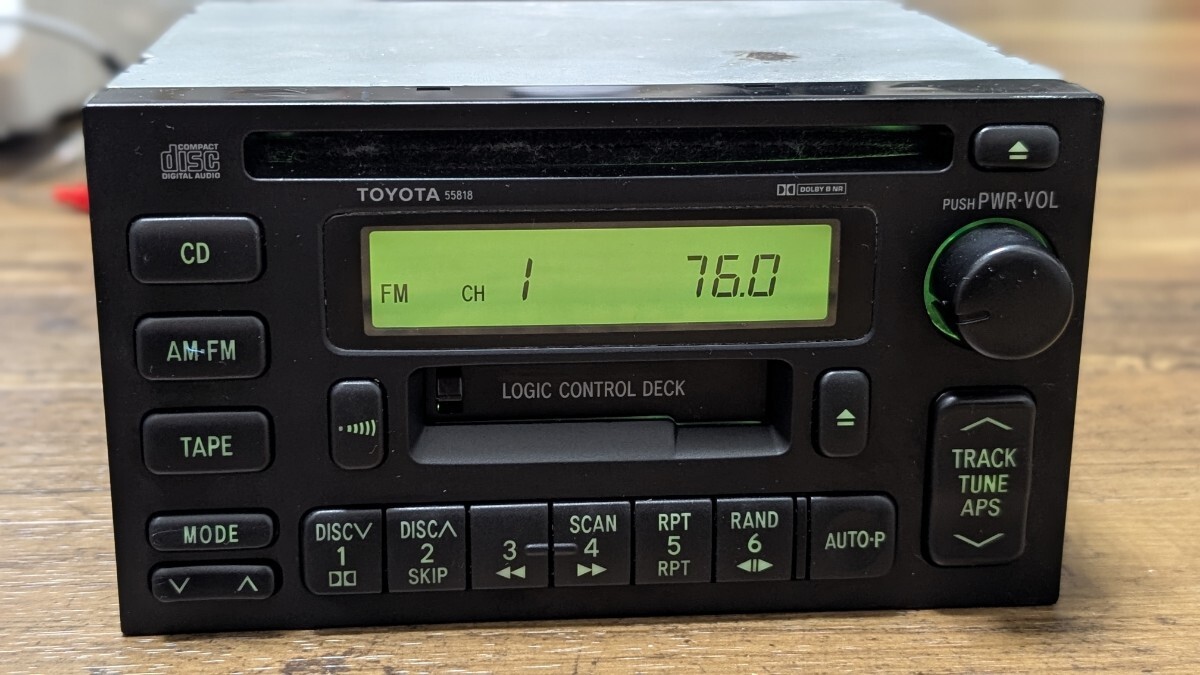 COMPACT
disc
DIGITAL AUDIO
TOYOTA 55818
DOLBY B NR
PUSH PWR·VOL
CD
FM CH 1 76.0
AM·FM
LOGIC CONTROL DECK
TAPE
TRACK
TUNE
APS
MODE
DISC∨ DISC∧ SCAN RPT RAND
1 2 3 4 5 6 AUTO·P
SKIP RPT